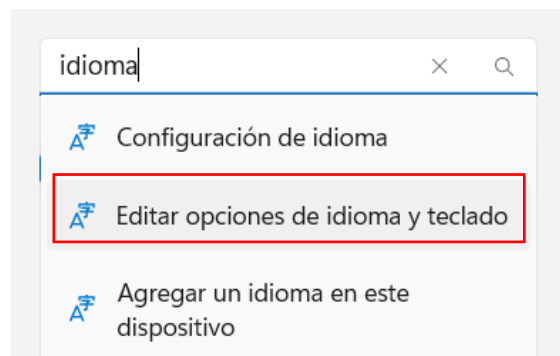 idioma
Configuración de idioma
Editar opciones de idioma y teclado
Agregar un idioma en este
dispositivo